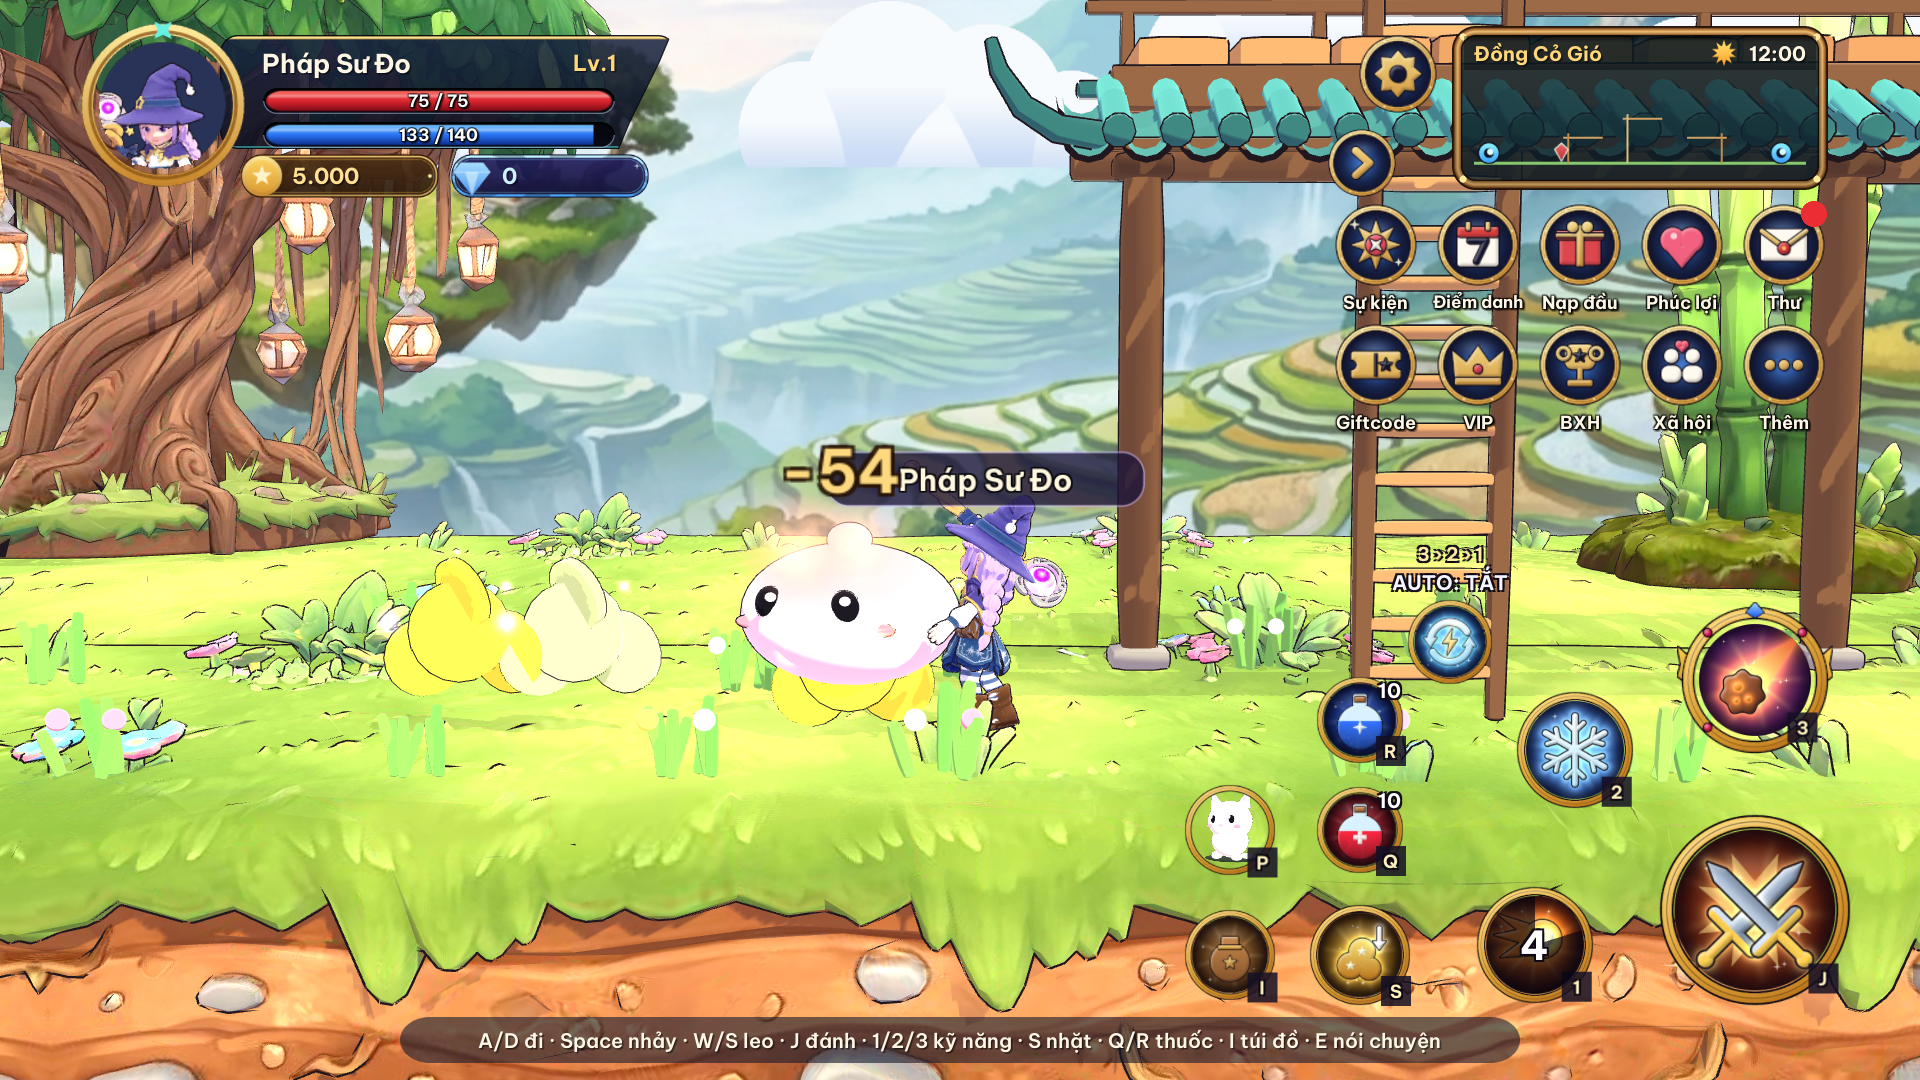 Pháp Sư Đo
Lv.1
75 / 75
133 / 140
5.000
0
Đồng Cỏ Gió
12:00
7
Sự kiện
Điểm danh
Nạp đầu
Phúc lợi
Thư
Giftcode
VIP
BXH
Xã hội
Thêm
-54
Pháp Sư Đo
3»2»1
AUTO: TẮT
10
R
3
2
10
Q
P
I
S
4
1
J
A/D đi · Space nhảy · W/S leo · J đánh · 1/2/3 kỹ năng · S nhặt · Q/R thuốc · I túi đồ · E nói chuyện